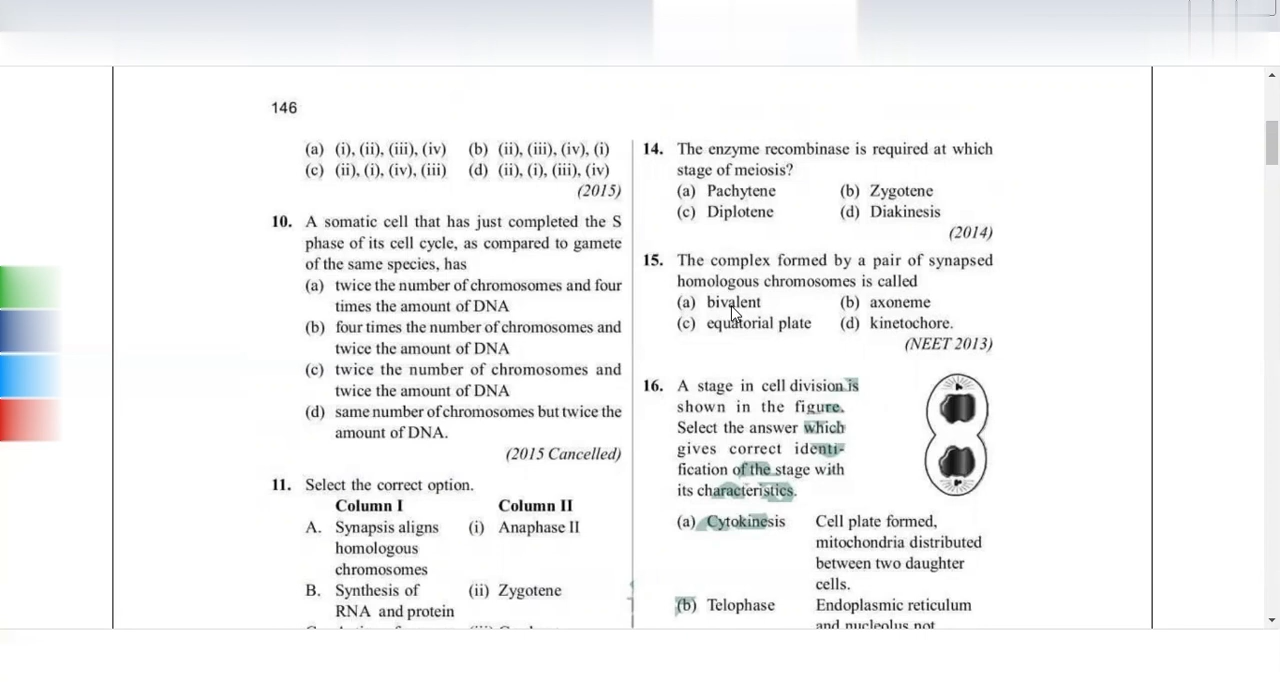 146
(a) (i), (ii), (iii), (iv) (b) (ii), (iii), (iv), (i)
(c) (ii), (i), (iv), (iii) (d) (ii), (i), (iii), (iv)
(2015)
10. A somatic cell that has just completed the S
phase of its cell cycle, as compared to gamete
of the same species, has
(a) twice the number of chromosomes and four
times the amount of DNA
(b) four times the number of chromosomes and
twice the amount of DNA
(c) twice the number of chromosomes and
twice the amount of DNA
(d) same number of chromosomes but twice the
amount of DNA.
(2015 Cancelled)
11. Select the correct option.
Column I Column II
A. Synapsis aligns (i) Anaphase II
homologous
chromosomes
B. Synthesis of (ii) Zygotene
RNA and protein
14. The enzyme recombinase is required at which
stage of meiosis?
(a) Pachytene (b) Zygotene
(c) Diplotene (d) Diakinesis
(2014)
15. The complex formed by a pair of synapsed
homologous chromosomes is called
(a) bivalent (b) axoneme
(c) equatorial plate (d) kinetochore.
(NEET 2013)
16. A stage in cell division is
shown in the figure.
Select the answer which
gives correct identi-
fication of the stage with
its characteristics.
(a) Cytokinesis Cell plate formed,
mitochondria distributed
between two daughter
cells.
(b) Telophase Endoplasmic reticulum
and nucleolus not